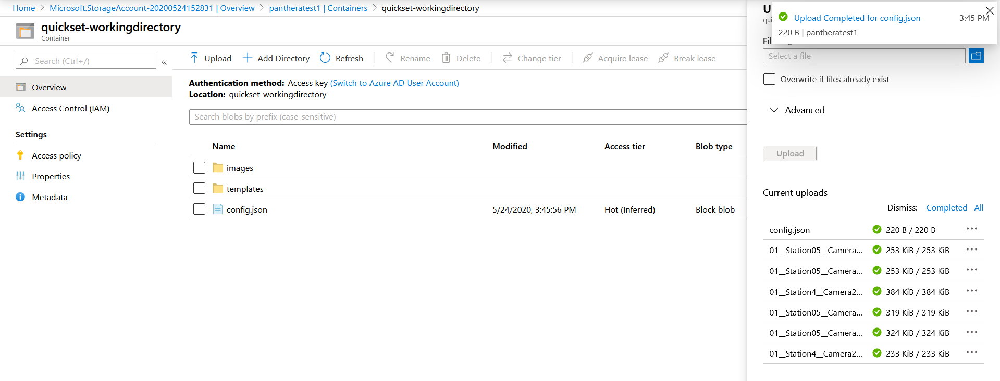 Home > Microsoft.StorageAccount-20200524152831 | Overview > pantheratest1 | Containers > quickset-workingdirectory
quickset-workingdirectory
Container
Search (Ctrl+/)
«
Overview
Access Control (IAM)
Settings
Access policy
Properties
Metadata
Upload Add Directory Refresh Rename Delete Change tier Acquire lease Break lease
Authentication method: Access key (Switch to Azure AD User Account)
Location: quickset-workingdirectory
Search blobs by prefix (case-sensitive)
Name Modified Access tier Blob type
images
templates
config.json 5/24/2020, 3:45:56 PM Hot (Inferred) Block blob
Upload Completed for config.json 3:45 PM
220 B | pantheratest1
Select a file
Overwrite if files already exist
Advanced
Upload
Current uploads
Dismiss: Completed All
config.json 220 B / 220 B
01__Station05__Camera... 253 KiB / 253 KiB
01__Station05__Camera... 253 KiB / 253 KiB
01__Station4__Camera2... 384 KiB / 384 KiB
01__Station05__Camera... 319 KiB / 319 KiB
01__Station05__Camera... 324 KiB / 324 KiB
01__Station4__Camera2... 233 KiB / 233 KiB